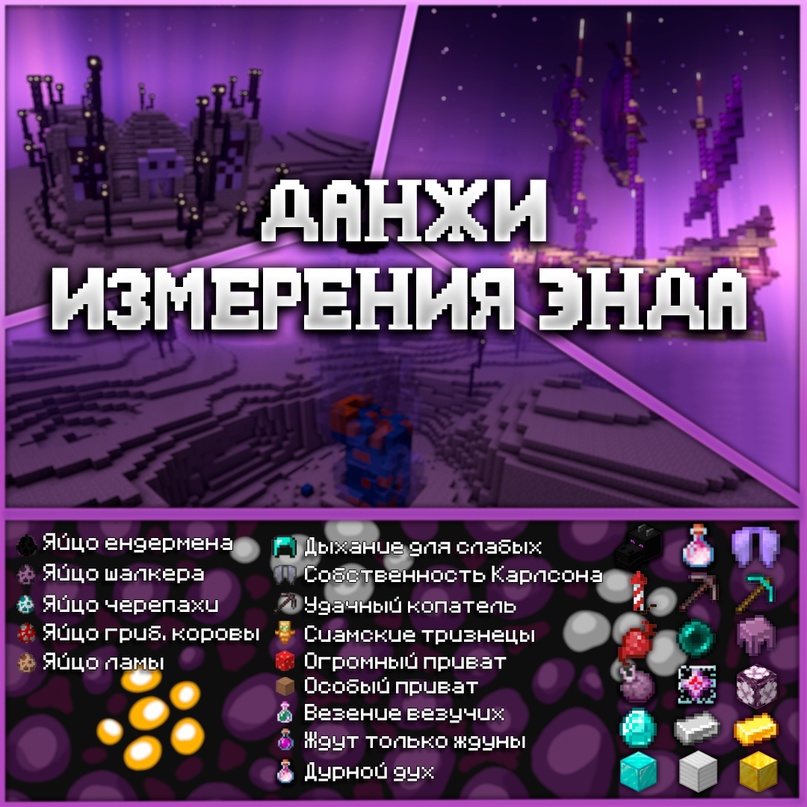 ДАНЖИ
ИЗМЕРЕНИЯ ЭНДА
Яйцо ендермена
Яйцо шалкера
Яйцо черепахи
Яйцо гриб. коровы
Яйцо ламы
Дыхание для слабых
Собственность Карлсона
Удачный копатель
Сиамские тризнецы
Огромный приват
Особый приват
Везение везучих
Ждут только ждуны
Дурной дух